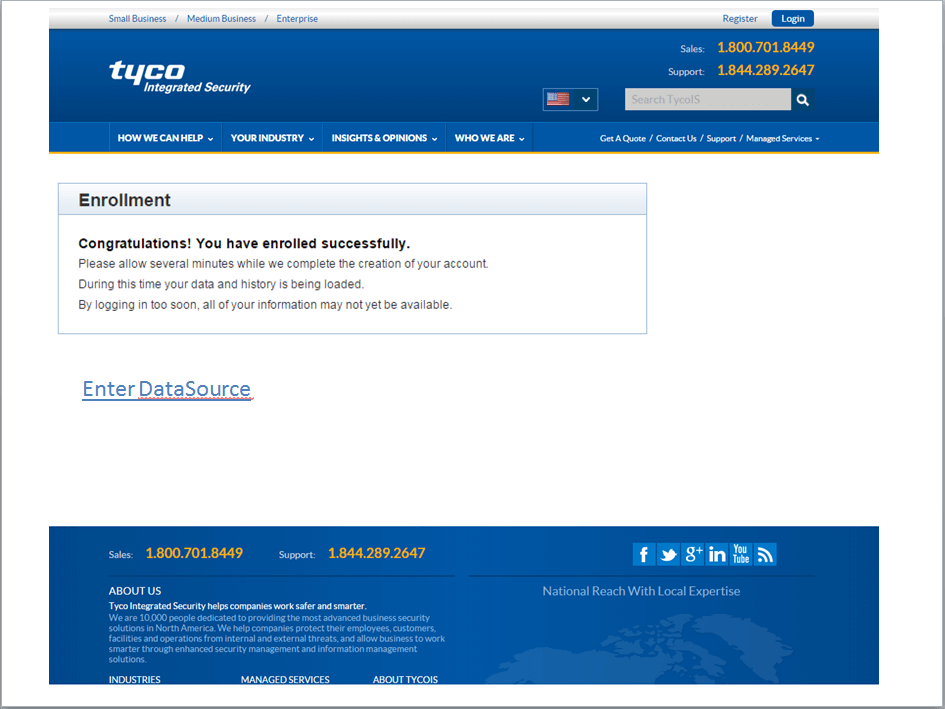 Small Business / Medium Business / Enterprise
Register Login
Sales: 1.800.701.8449
Support: 1.844.289.2647
tyco
Integrated Security
Search TycoIS
HOW WE CAN HELP YOUR INDUSTRY INSIGHTS & OPINIONS WHO WE ARE
Get A Quote / Contact Us / Support / Managed Services
Enrollment
Congratulations! You have enrolled successfully.
Please allow several minutes while we complete the creation of your account.
During this time your data and history is being loaded.
By logging in too soon, all of your information may not yet be available.
Enter DataSource
Sales: 1.800.701.8449 Support: 1.844.289.2647
f g+ in You Tube
ABOUT US
National Reach With Local Expertise
Tyco Integrated Security helps companies work safer and smarter.
We are 10,000 people dedicated to providing the most advanced business security
solutions in North America. We help companies protect their employees, customers,
facilities and operations from internal and external threats, and allow business to work
smarter through enhanced security management and information management
solutions.
INDUSTRIES MANAGED SERVICES ABOUT TYCOIS